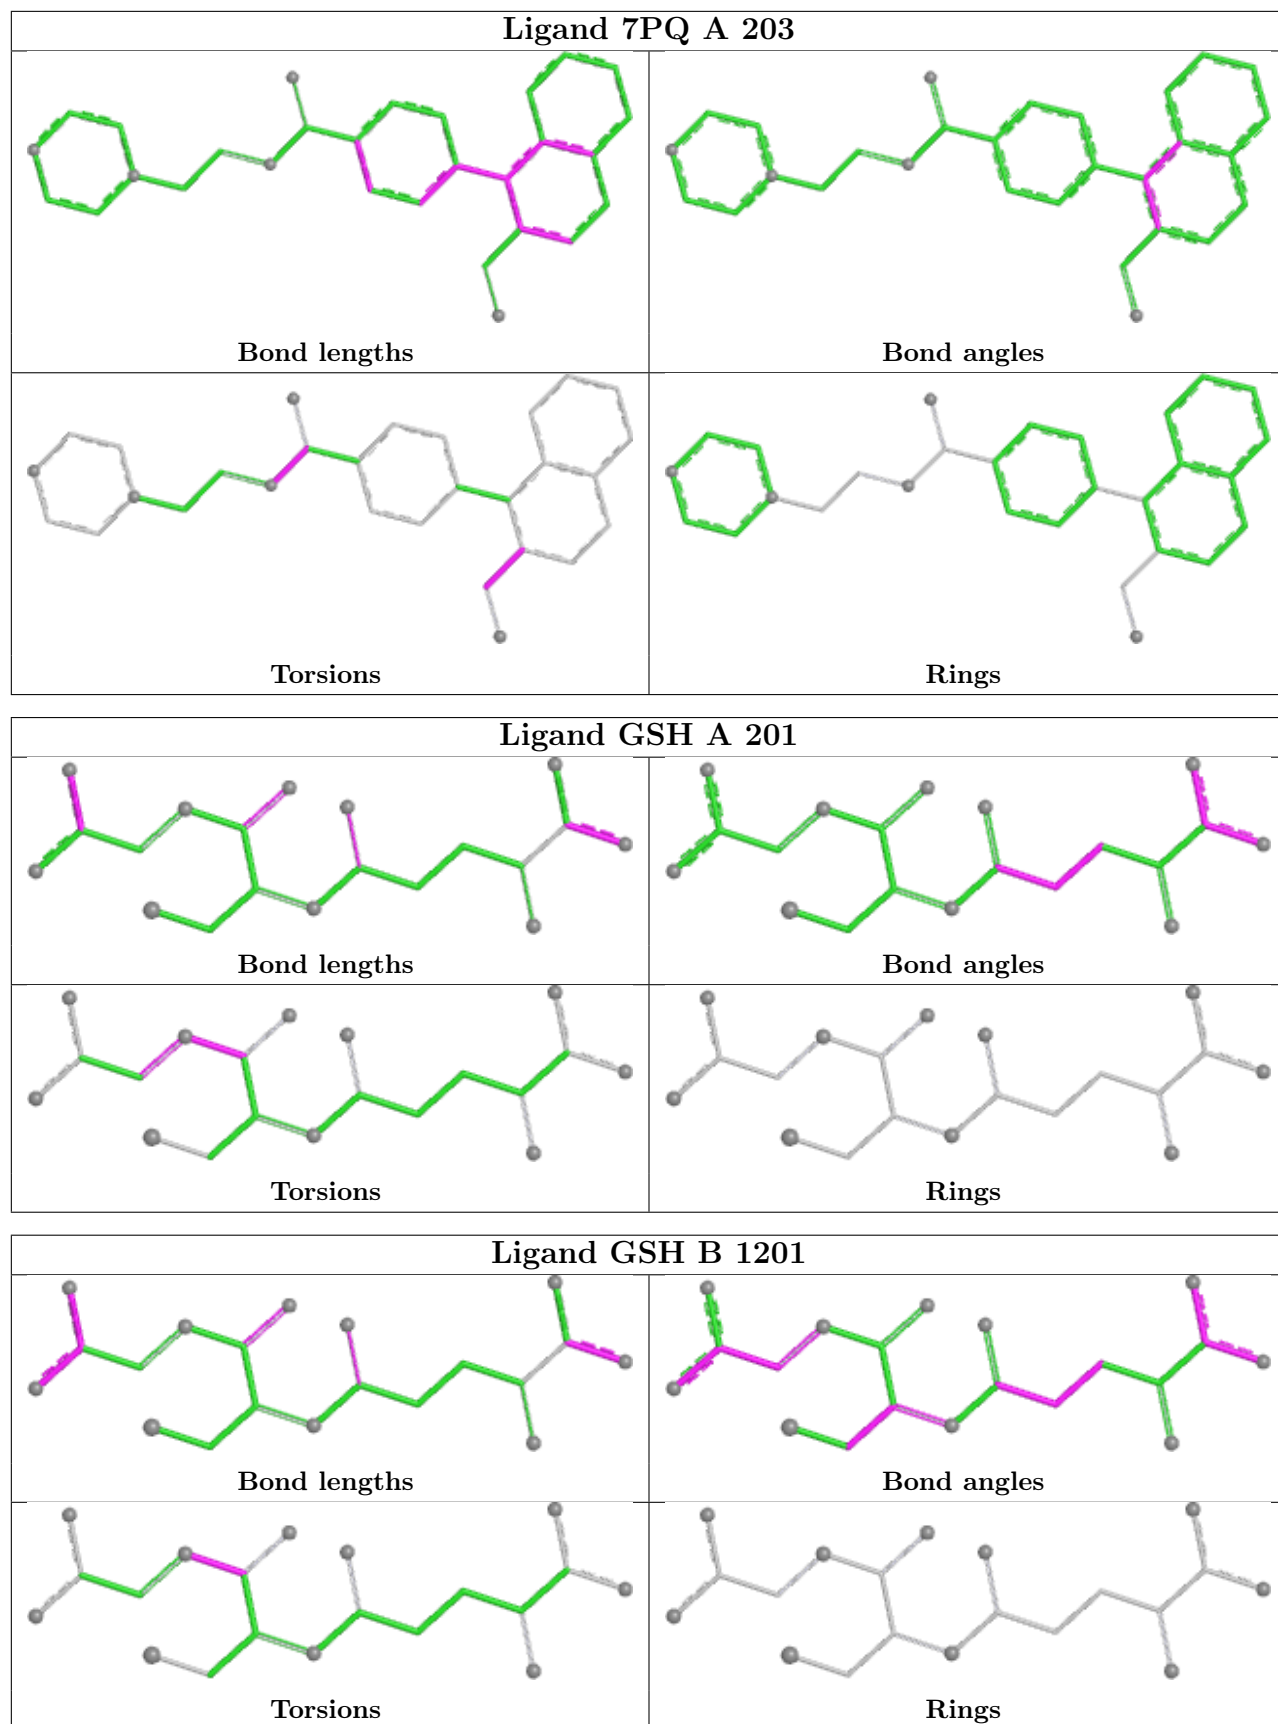 Ligand 7PQ A 203
Bond lengths
Bond angles
Torsions
Rings
Ligand GSH A 201
Bond lengths
Bond angles
Torsions
Rings
Ligand GSH B 1201
Bond lengths
Bond angles
Torsions
Rings